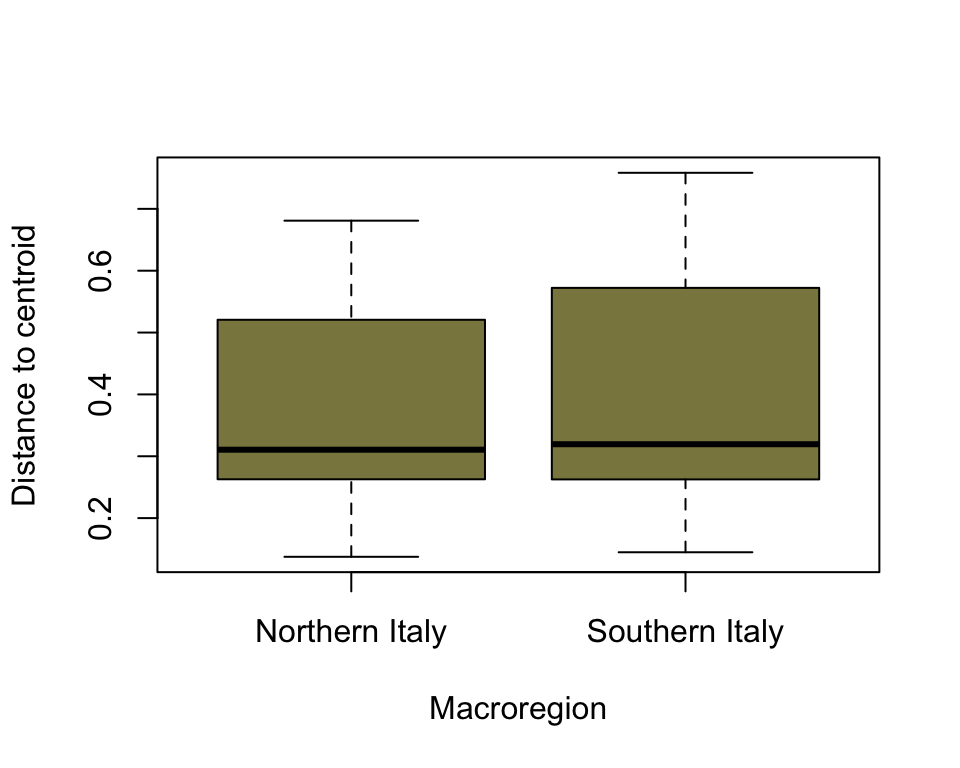 Distance to centroid
0.6
0.4
0.2
Northern Italy
Southern Italy
Macroregion